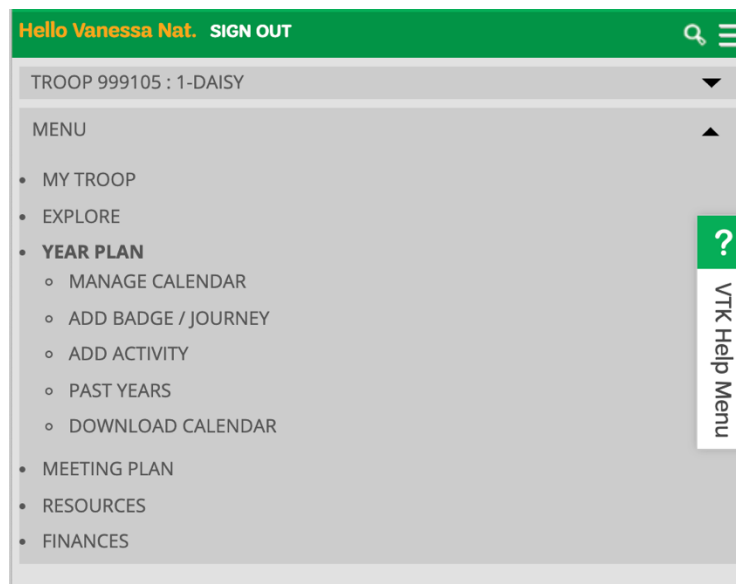 Hello Vanessa Nat. SIGN OUT
TROOP 999105 : 1-DAISY
MENU
MY TROOP
EXPLORE
YEAR PLAN
MANAGE CALENDAR
ADD BADGE / JOURNEY
ADD ACTIVITY
PAST YEARS
DOWNLOAD CALENDAR
MEETING PLAN
RESOURCES
FINANCES
?
VTK Help Menu